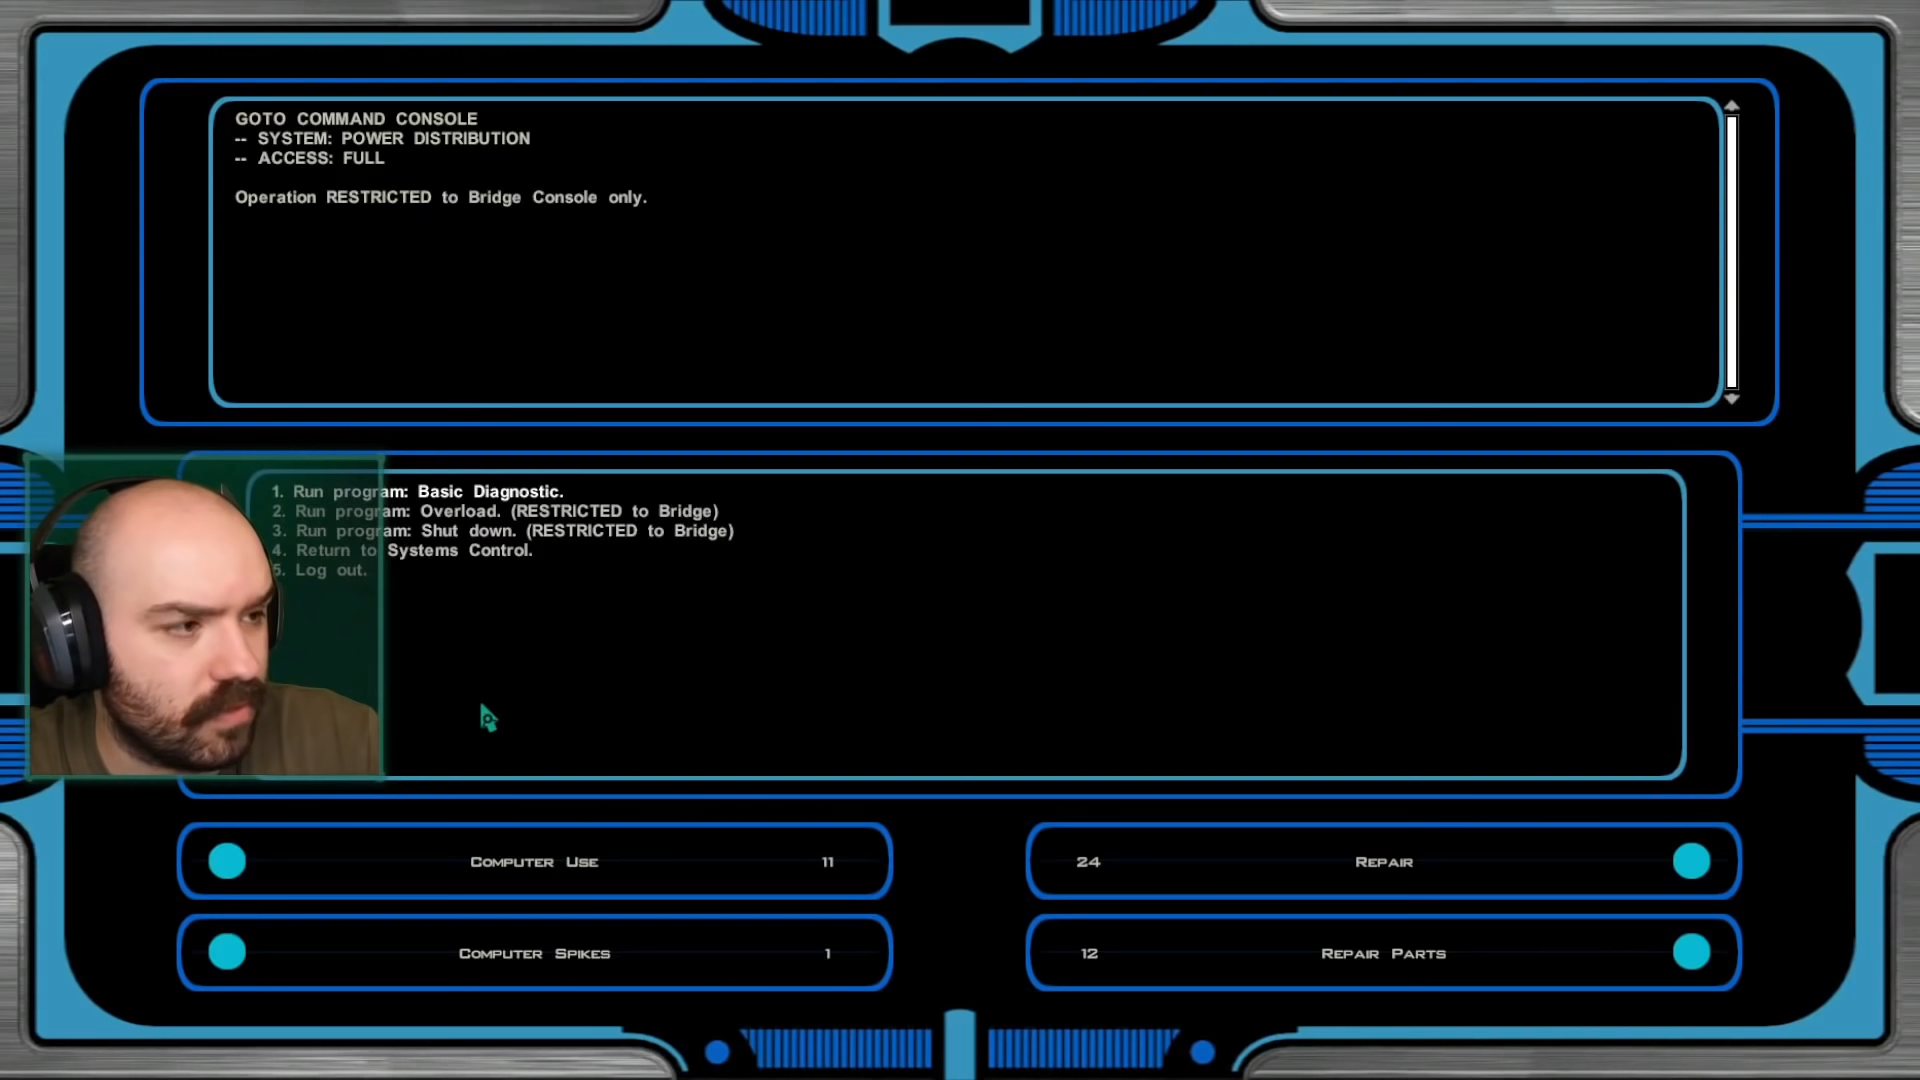 GOTO COMMAND CONSOLE
-- SYSTEM: POWER DISTRIBUTION
-- ACCESS: FULL
Operation RESTRICTED to Bridge Console only.
1. Run program: Basic Diagnostic.
2. Run program: Overload. (RESTRICTED to Bridge)
3. Run program: Shut down. (RESTRICTED to Bridge)
4. Return to Systems Control.
5. Log out.
COMPUTER USE 11
24 REPAIR
COMPUTER SPIKES 1
12 REPAIR PARTS